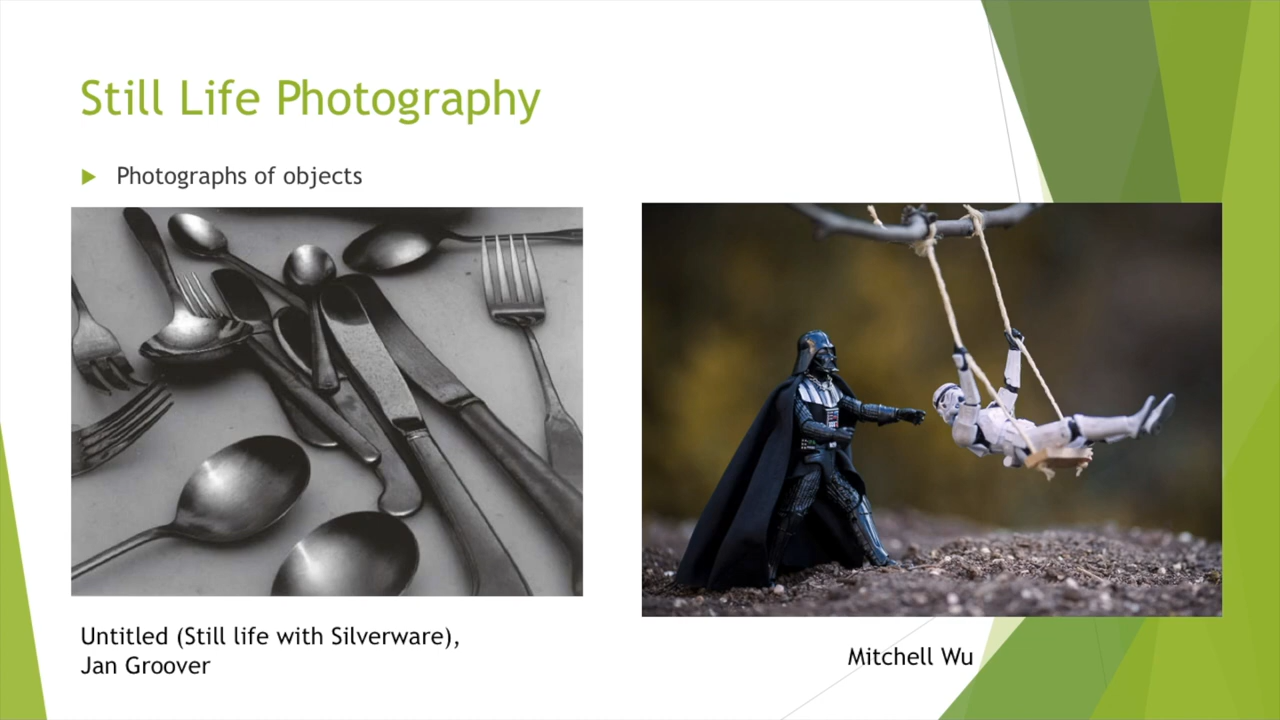 Still Life Photography
Photographs of objects
Untitled (Still life with Silverware),
Jan Groover
Mitchell Wu